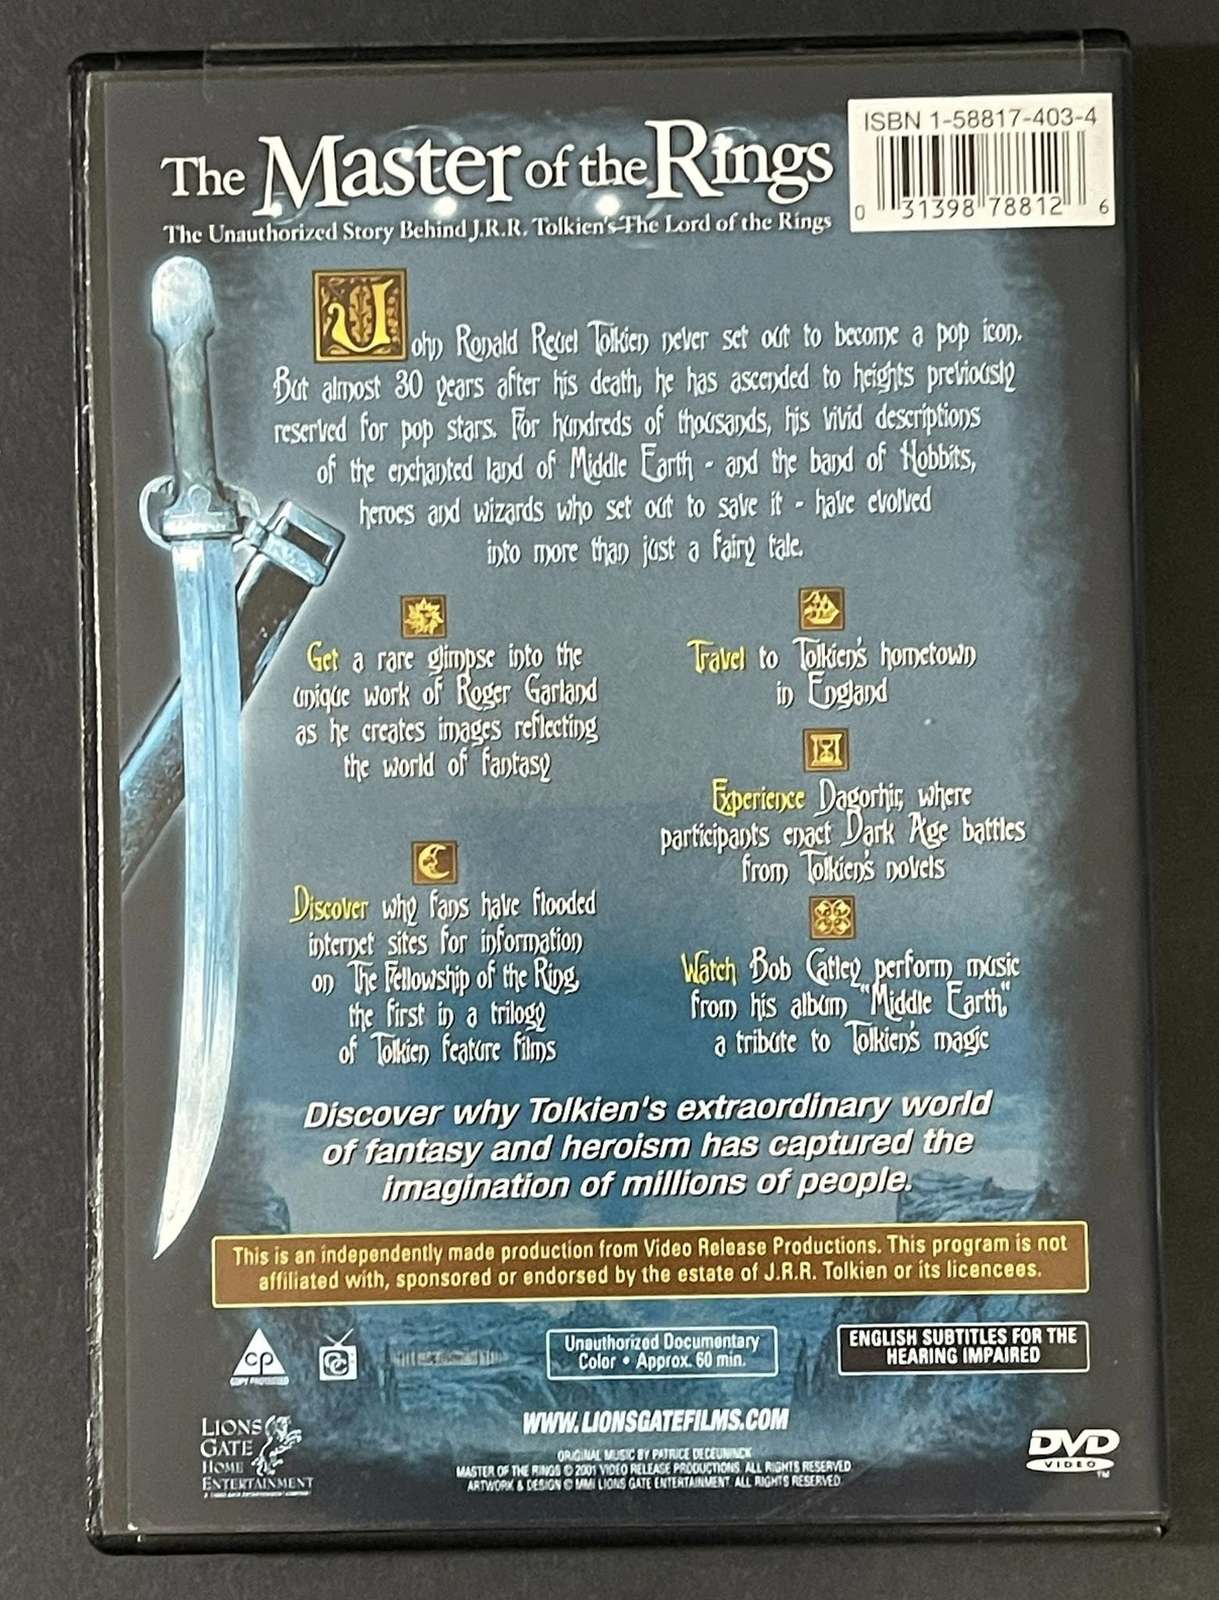 The Master of the Rings
The Unauthorized Story Behind J.R.R. Tolkien's The Lord of the Rings
ISBN 1-58817-403-4
0 31398 78812 6
John Ronald Reuel Tolkien never set out to become a pop icon.
But almost 30 years after his death, he has ascended to heights previously
reserved for pop stars. For hundreds of thousands, his vivid descriptions
of the enchanted land of Middle Earth - and the band of Hobbits,
heroes and wizards who set out to save it - have evolved
into more than just a fairy tale.
Get a rare glimpse into the
unique work of Roger Garland
as he creates images reflecting
the world of fantasy
Discover why fans have flooded
internet sites for information
on The Fellowship of the Ring,
the first in a trilogy
of Tolkien feature films
Travel to Tolkien's hometown
in England
Experience Dagorhir, where
participants enact Dark Age battles
from Tolkien's novels
Watch Bob Catley perform music
from his album "Middle Earth,"
a tribute to Tolkien's magic
Discover why Tolkien's extraordinary world
of fantasy and heroism has captured the
imagination of millions of people.
This is an independently made production from Video Release Productions. This program is not
affiliated with, sponsored or endorsed by the estate of J.R.R. Tolkien or its licencees.
CP
COPY PROTECTED
CC
Unauthorized Documentary
Color • Approx. 60 min.
ENGLISH SUBTITLES FOR THE
HEARING IMPAIRED
LIONS
GATE
HOME
ENTERTAINMENT
WWW.LIONSGATEFILMS.COM
ORIGINAL MUSIC BY PATRICE DECEUNINCK
MASTER OF THE RINGS © 2001 VIDEO RELEASE PRODUCTIONS. ALL RIGHTS RESERVED.
ARTWORK & DESIGN © MMI LIONS GATE ENTERTAINMENT. ALL RIGHTS RESERVED.
DVD
VIDEO
TM